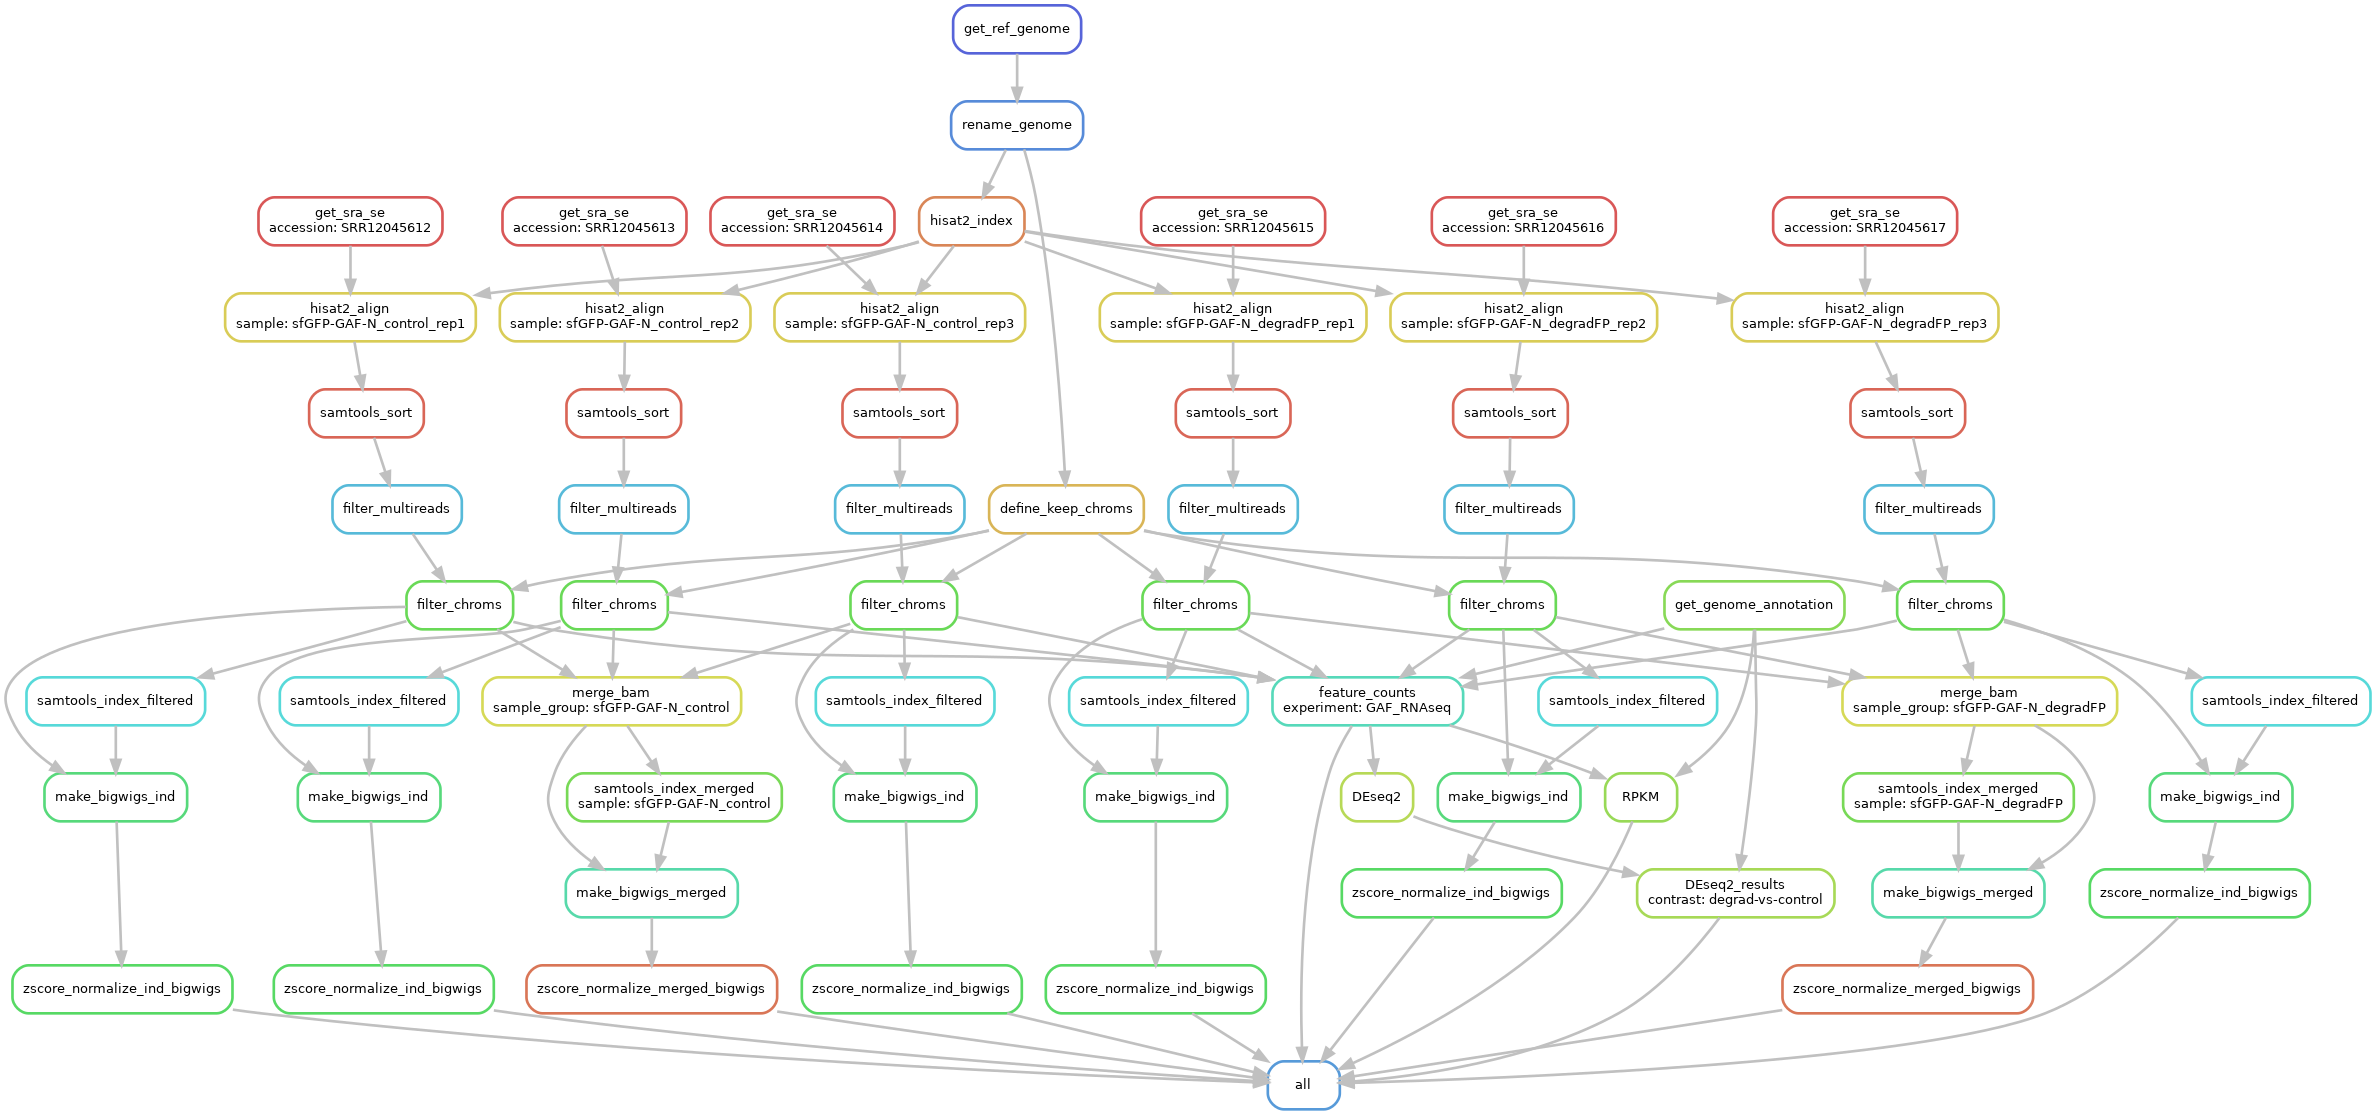 get_ref_genome
rename_genome
get_sra_se
accession: SRR12045612
get_sra_se
accession: SRR12045613
get_sra_se
accession: SRR12045614
hisat2_index
get_sra_se
accession: SRR12045615
get_sra_se
accession: SRR12045616
get_sra_se
accession: SRR12045617
hisat2_align
sample: sfGFP-GAF-N_control_rep1
hisat2_align
sample: sfGFP-GAF-N_control_rep2
hisat2_align
sample: sfGFP-GAF-N_control_rep3
hisat2_align
sample: sfGFP-GAF-N_degradFP_rep1
hisat2_align
sample: sfGFP-GAF-N_degradFP_rep2
hisat2_align
sample: sfGFP-GAF-N_degradFP_rep3
samtools_sort
samtools_sort
samtools_sort
samtools_sort
samtools_sort
samtools_sort
filter_multireads
filter_multireads
filter_multireads
define_keep_chroms
filter_multireads
filter_multireads
filter_multireads
filter_chroms
filter_chroms
filter_chroms
filter_chroms
filter_chroms
get_genome_annotation
filter_chroms
samtools_index_filtered
samtools_index_filtered
merge_bam
sample_group: sfGFP-GAF-N_control
samtools_index_filtered
samtools_index_filtered
feature_counts
experiment: GAF_RNAseq
samtools_index_filtered
merge_bam
sample_group: sfGFP-GAF-N_degradFP
samtools_index_filtered
make_bigwigs_ind
make_bigwigs_ind
samtools_index_merged
sample: sfGFP-GAF-N_control
make_bigwigs_ind
make_bigwigs_ind
DEseq2
make_bigwigs_ind
RPKM
samtools_index_merged
sample: sfGFP-GAF-N_degradFP
make_bigwigs_ind
make_bigwigs_merged
zscore_normalize_ind_bigwigs
DEseq2_results
contrast: degrad-vs-control
make_bigwigs_merged
zscore_normalize_ind_bigwigs
zscore_normalize_ind_bigwigs
zscore_normalize_ind_bigwigs
zscore_normalize_merged_bigwigs
zscore_normalize_ind_bigwigs
zscore_normalize_ind_bigwigs
zscore_normalize_merged_bigwigs
all